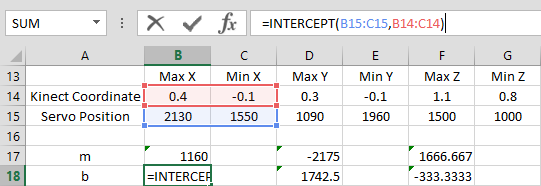 SUM =INTERCEPT(B15:C15,B14:C14)
A B C D E F G
13 Max X Min X Max Y Min Y Max Z Min Z
14 Kinect Coordinate 0.4 -0.1 0.3 -0.1 1.1 0.8
15 Servo Position 2130 1550 1090 1960 1500 1000
16
17 m 1160 -2175 1666.667
18 b =INTERCEP 1742.5 -333.3333